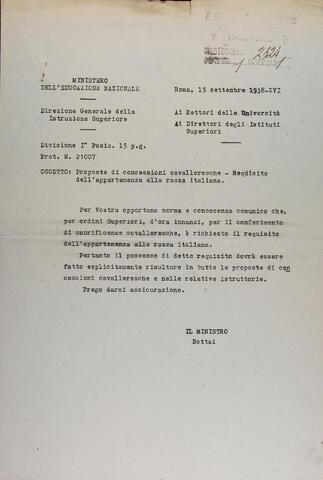 PROTOCOLLO
2524
MINISTERO
DELL'EDUCAZIONE NAZIONALE
Roma, 15 settembre 1938-XVI
Direzione Generale della
Istruzione Superiore
Ai Rettori delle Università
Ai Direttori degli Istituti
Superiori
Divisione Iª Posiz. 15 p.g.
Prot. N. 21007
OGGETTO: Proposte di concessioni cavalleresche - Requisito
dell'appartenenza alla razza italiana.
Per Vostra opportuna norma e conoscenza comunico che,
per ordini Superiori, d'ora innanzi, per il conferimento
di onorificenze cavalleresche, è richiesto il requisito
dell'appartenenza alla razza italiana.
Pertanto il possesso di detto requisito dovrà essere
fatto esplicitamente risultare in tutte le proposte di con
cessioni cavalleresche e nelle relative istruttorie.
Prego darmi assicurazione.
IL MINISTRO
Bottai